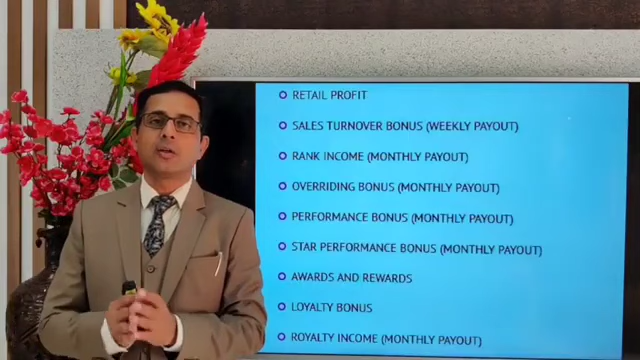 RETAIL PROFIT
SALES TURNOVER BONUS (WEEKLY PAYOUT)
RANK INCOME (MONTHLY PAYOUT)
OVERRIDING BONUS (MONTHLY PAYOUT)
PERFORMANCE BONUS (MONTHLY PAYOUT)
STAR PERFORMANCE BONUS (MONTHLY PAYOUT)
AWARDS AND REWARDS
LOYALTY BONUS
ROYALTY INCOME (MONTHLY PAYOUT)